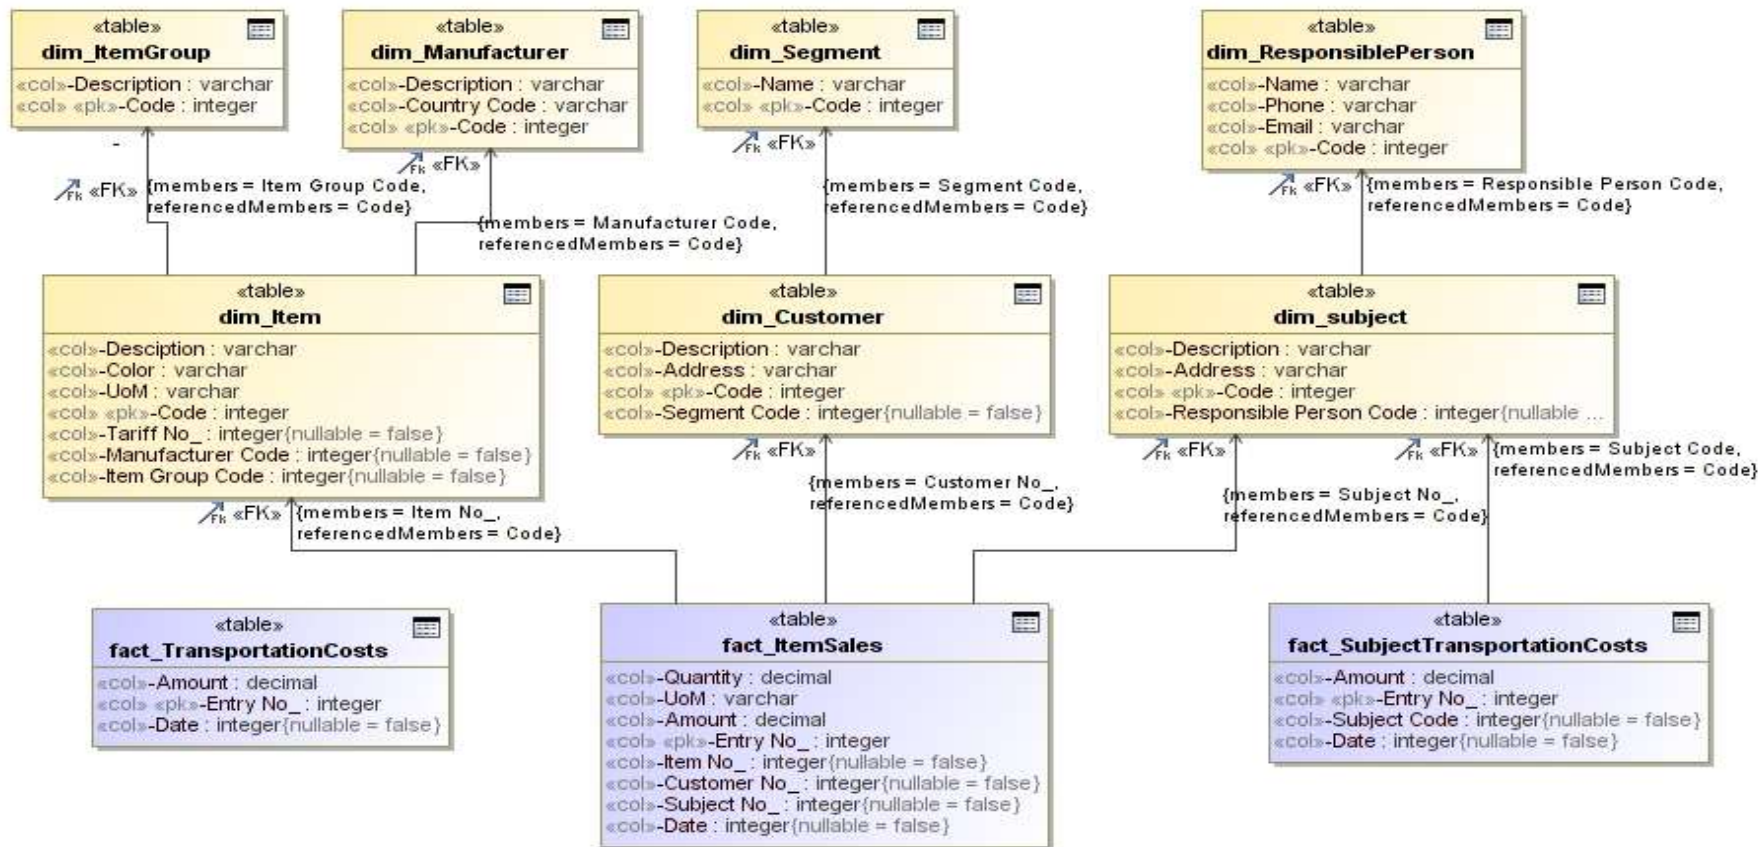 «table»
dim_ItemGroup
«col»-Description : varchar
«col» «pk»-Code : integer
«table»
dim_Manufacturer
«col»-Description : varchar
«col»-Country Code : varchar
«col» «pk»-Code : integer
«table»
dim_Segment
«col»-Name : varchar
«col» «pk»-Code : integer
«table»
dim_ResponsiblePerson
«col»-Name : varchar
«col»-Phone : varchar
«col»-Email : varchar
«col» «pk»-Code : integer
-
Fk «FK»
{members = Item Group Code,
referencedMembers = Code}
Fk «FK»
{members = Manufacturer Code,
referencedMembers = Code}
Fk «FK»
{members = Segment Code,
referencedMembers = Code}
Fk «FK»
{members = Responsible Person Code,
referencedMembers = Code}
«table»
dim_Item
«col»-Desciption : varchar
«col»-Color : varchar
«col»-UoM : varchar
«col» «pk»-Code : integer
«col»-Tariff No_ : integer{nullable = false}
«col»-Manufacturer Code : integer{nullable = false}
«col»-Item Group Code : integer{nullable = false}
«table»
dim_Customer
«col»-Description : varchar
«col»-Address : varchar
«col» «pk»-Code : integer
«col»-Segment Code : integer{nullable = false}
«table»
dim_subject
«col»-Description : varchar
«col»-Address : varchar
«col» «pk»-Code : integer
«col»-Responsible Person Code : integer{nullable ...
Fk «FK»
{members = Item No_,
referencedMembers = Code}
Fk «FK»
{members = Customer No_,
referencedMembers = Code}
Fk «FK»
{members = Subject No_,
referencedMembers = Code}
Fk «FK»
{members = Subject Code,
referencedMembers = Code}
«table»
fact_TransportationCosts
«col»-Amount : decimal
«col» «pk»-Entry No_ : integer
«col»-Date : integer{nullable = false}
«table»
fact_ItemSales
«col»-Quantity : decimal
«col»-UoM : varchar
«col»-Amount : decimal
«col» «pk»-Entry No_ : integer
«col»-Item No_ : integer{nullable = false}
«col»-Customer No_ : integer{nullable = false}
«col»-Subject No_ : integer{nullable = false}
«col»-Date : integer{nullable = false}
«table»
fact_SubjectTransportationCosts
«col»-Amount : decimal
«col» «pk»-Entry No_ : integer
«col»-Subject Code : integer{nullable = false}
«col»-Date : integer{nullable = false}